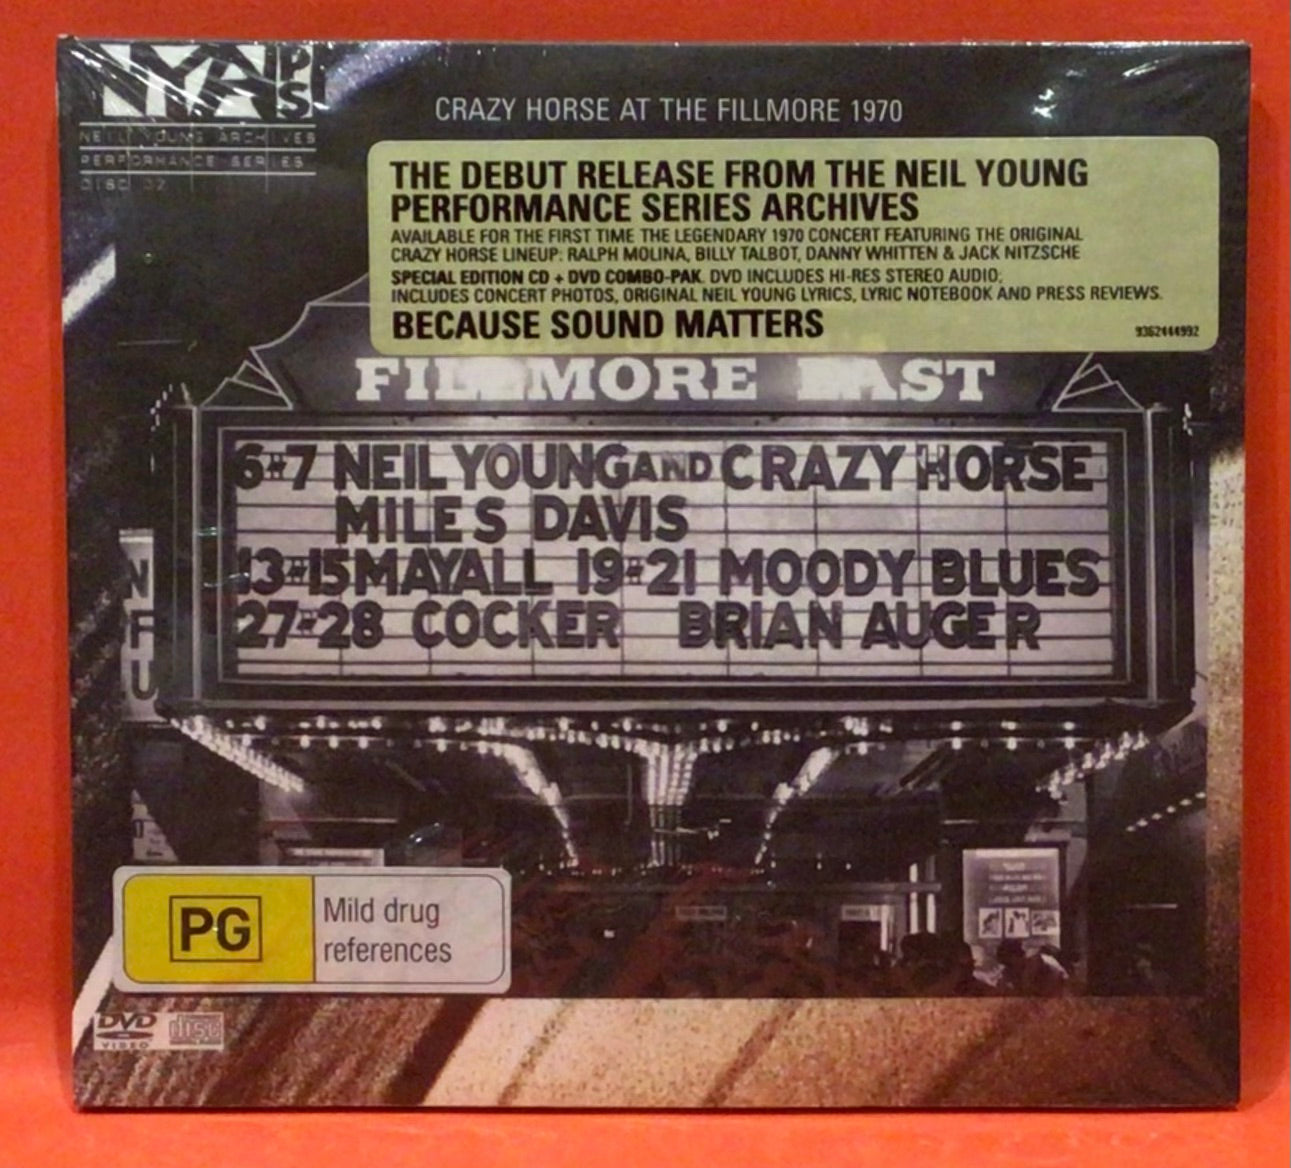 NYA PS
NEIL YOUNG ARCHIVES
PERFORMANCE SERIES
DISC 02
CRAZY HORSE AT THE FILLMORE 1970
THE DEBUT RELEASE FROM THE NEIL YOUNG
PERFORMANCE SERIES ARCHIVES
AVAILABLE FOR THE FIRST TIME THE LEGENDARY 1970 CONCERT FEATURING THE ORIGINAL
CRAZY HORSE LINEUP: RALPH MOLINA, BILLY TALBOT, DANNY WHITTEN & JACK NITZSCHE
SPECIAL EDITION CD + DVD COMBO-PAK. DVD INCLUDES HI-RES STEREO AUDIO;
INCLUDES CONCERT PHOTOS, ORIGINAL NEIL YOUNG LYRICS, LYRIC NOTEBOOK AND PRESS REVIEWS.
BECAUSE SOUND MATTERS
9362444992
FILLMORE EAST
6-7 NEIL YOUNG AND CRAZY HORSE
MILES DAVIS
13-15 MAYALL 19-21 MOODY BLUES
27-28 COCKER BRIAN AUGER
N
F
U
PG
Mild drug
references
DVD
VIDEO
disc